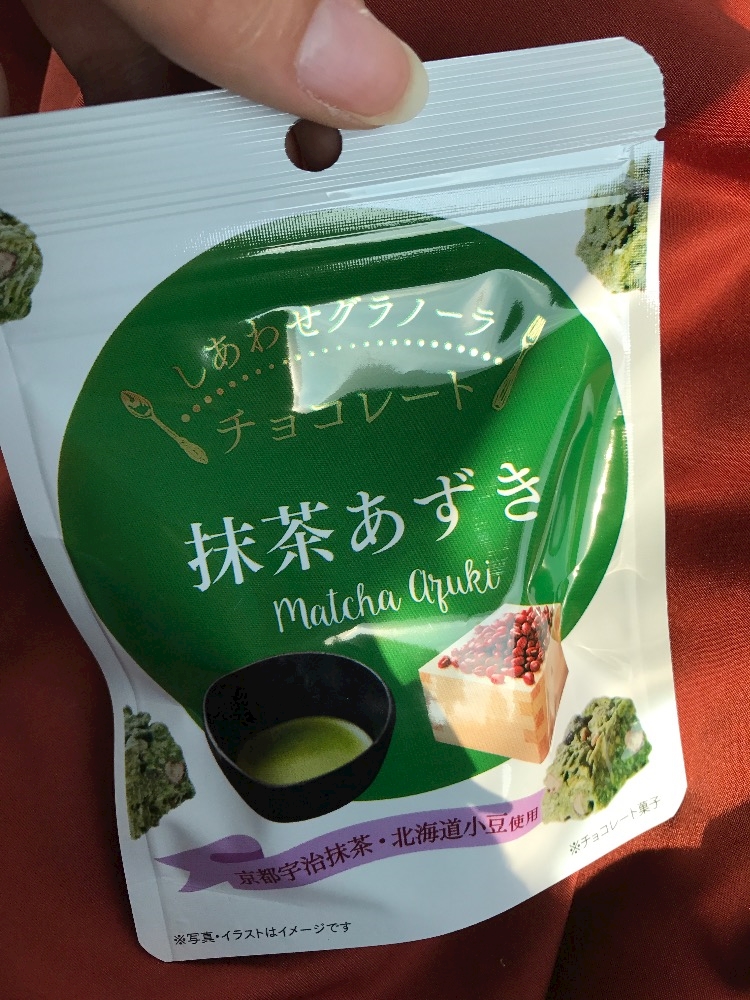 しあわせグラノーラ
チョコレート
抹茶あずき
Matcha azuki
京都宇治抹茶・北海道小豆使用
※チョコレート菓子
※写真・イラストはイメージです